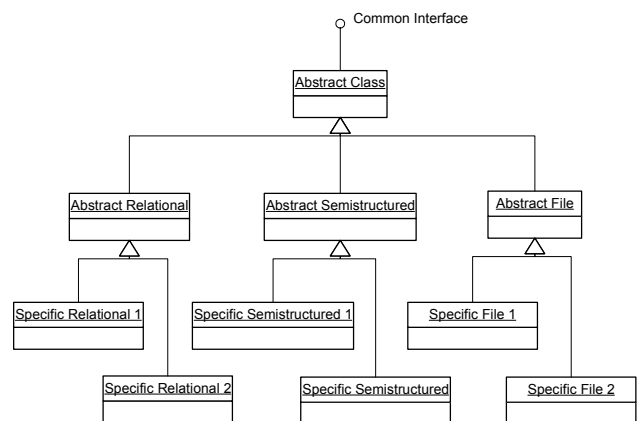 Common Interface
Abstract Class
Abstract Relational
Abstract Semistructured
Abstract File
Specific Relational 1
Specific Semistructured 1
Specific File 1
Specific Relational 2
Specific Semistructured
Specific File 2